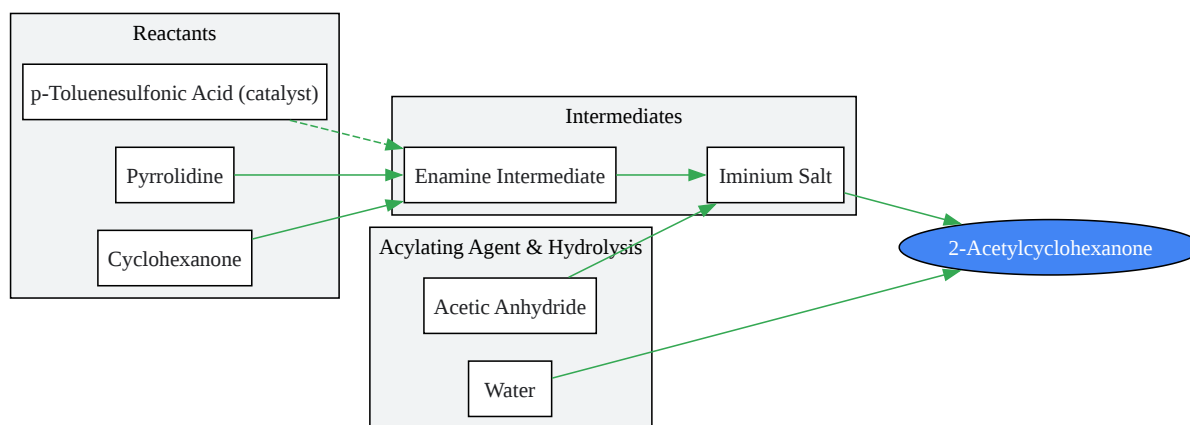 Reactants
p-Toluenesulfonic Acid (catalyst)
Pyrrolidine
Cyclohexanone
Intermediates
Enamine Intermediate
Iminium Salt
Acylating Agent & Hydrolysis
Acetic Anhydride
Water
2-Acetylcyclohexanone